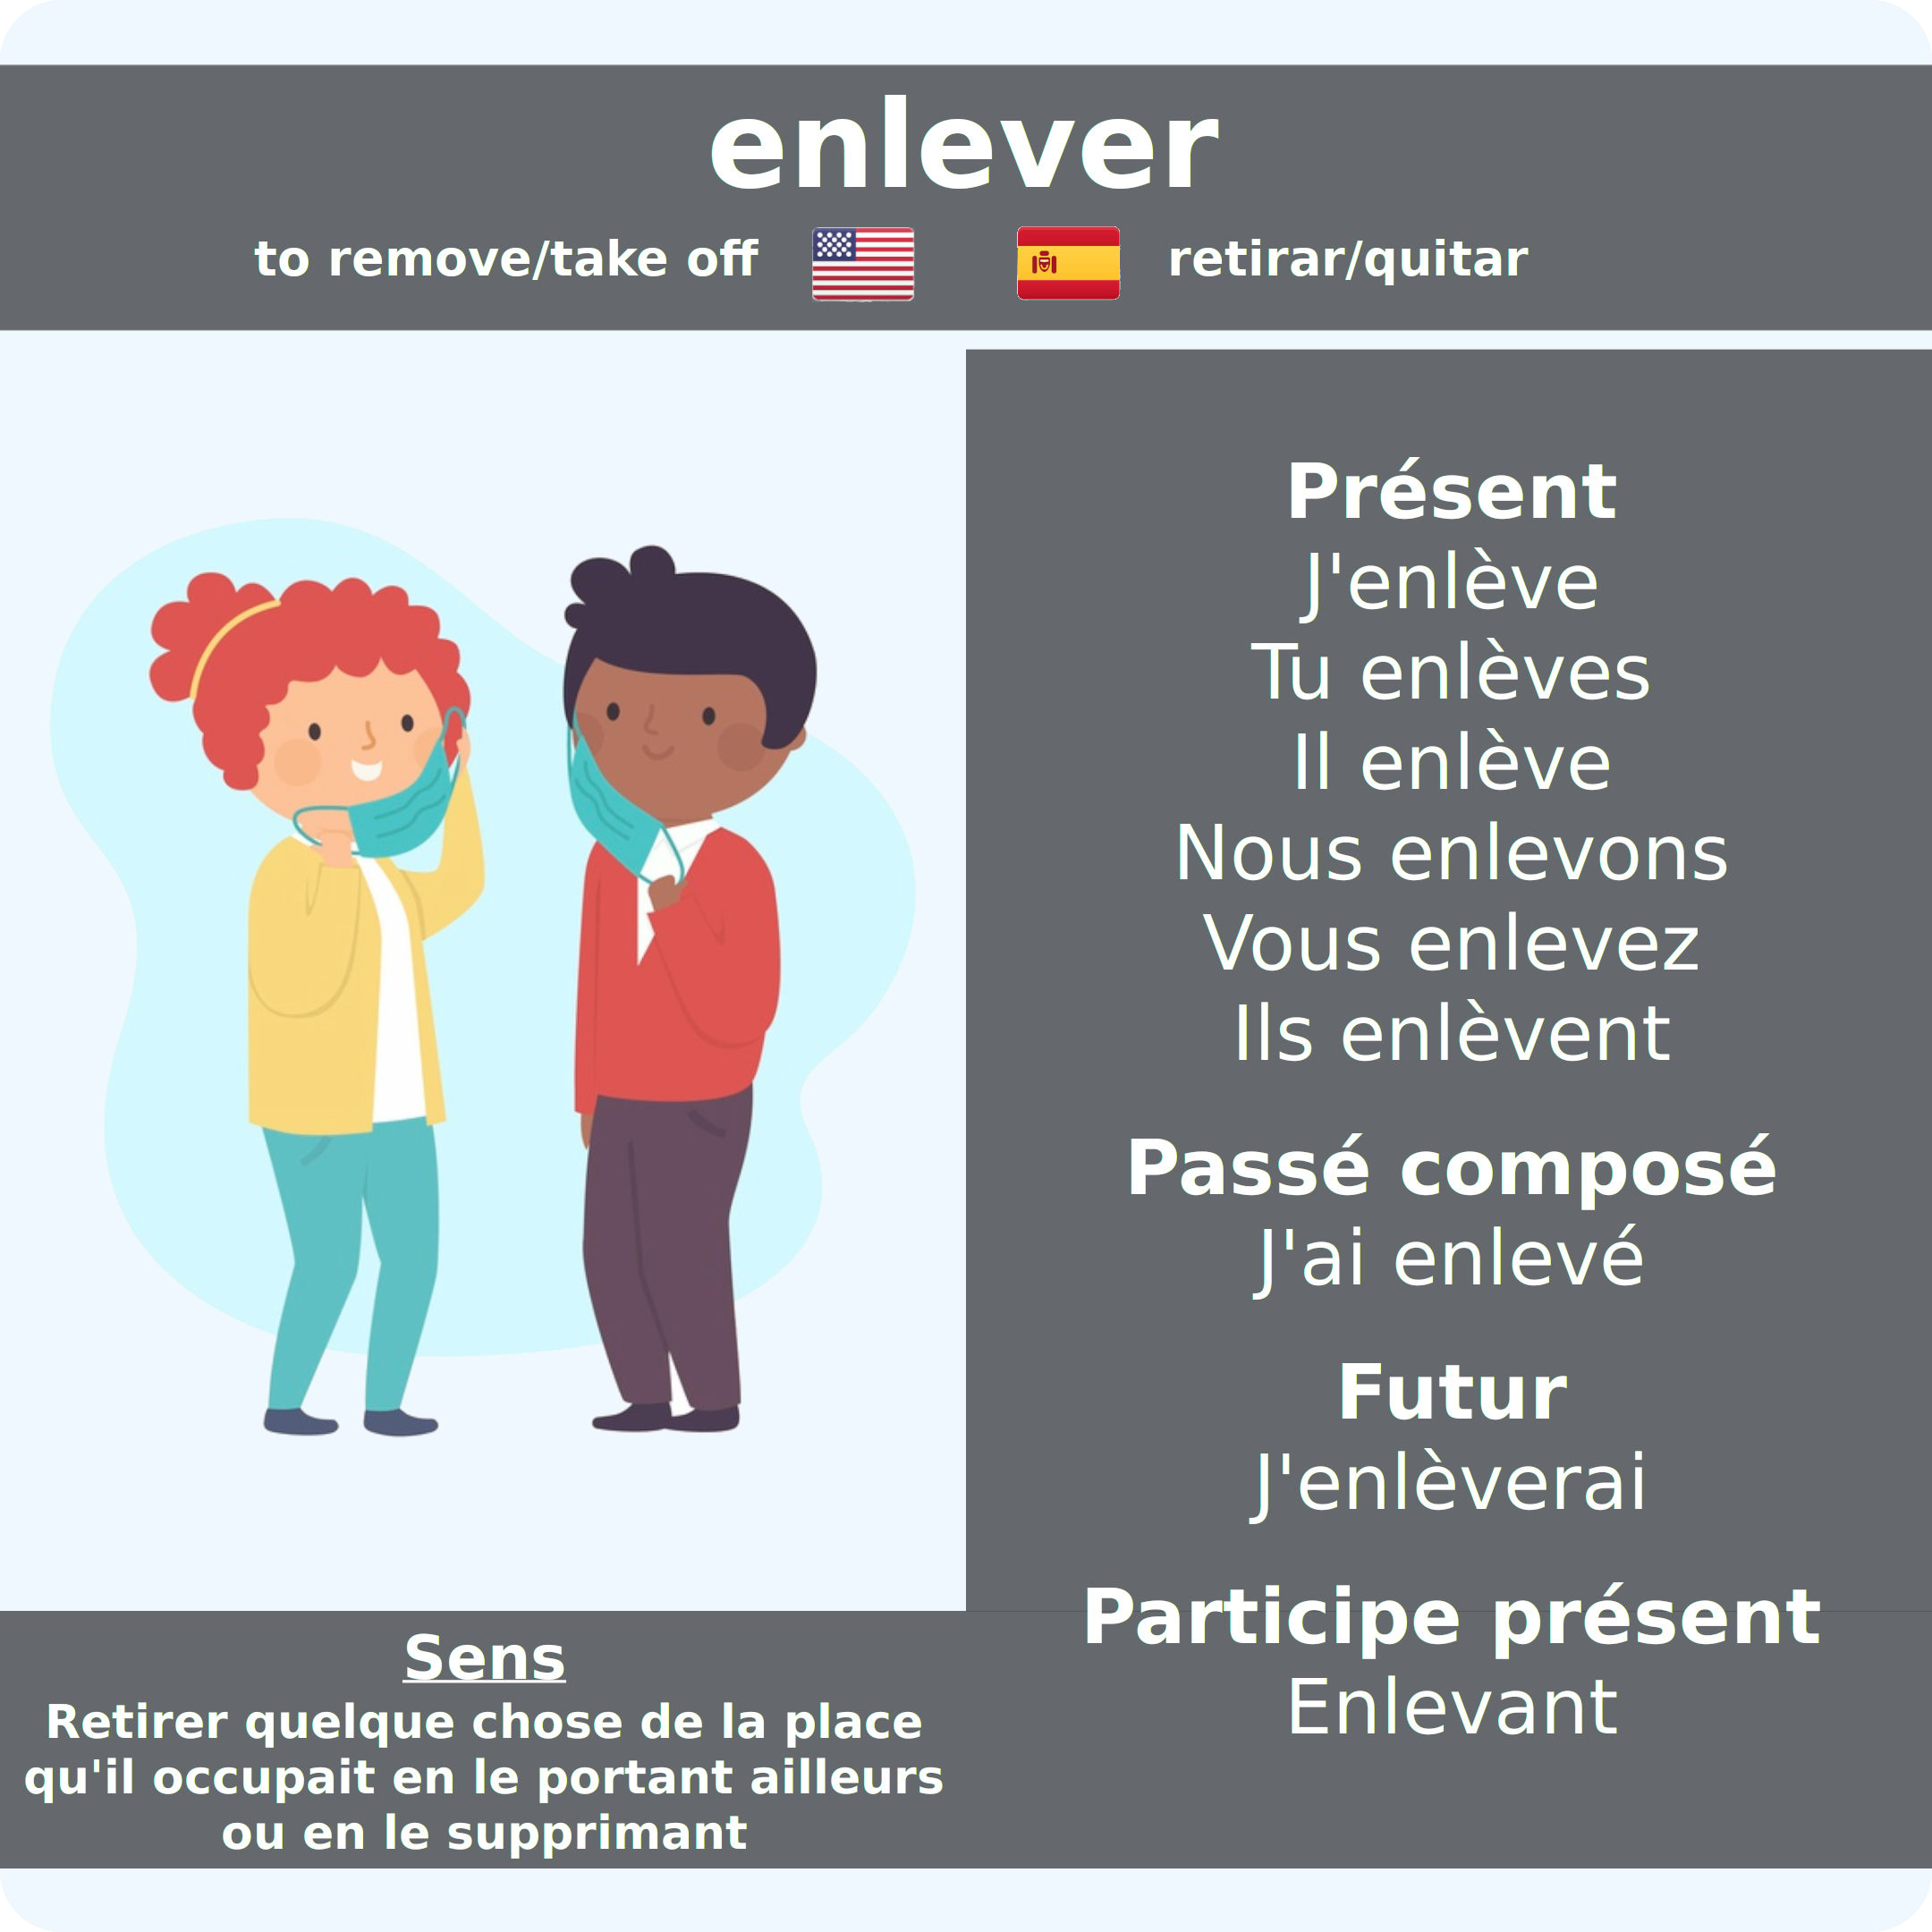 enlever
to remove/take off
retirar/quitar
Présent
J'enlève
Tu enlèves
Il enlève
Nous enlevons
Vous enlevez
Ils enlèvent
Passé composé
J'ai enlevé
Futur
J'enlèverai
Participe présent
Enlevant
Sens
Retirer quelque chose de la place
qu'il occupait en le portant ailleurs
ou en le supprimant